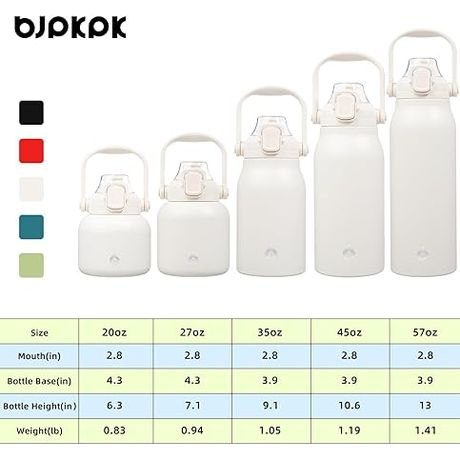 BJPKPK
Size 20oz 27oz 35oz 45oz 57oz
Mouth(in) 2.8 2.8 2.8 2.8 2.8
Bottle Base(in) 4.3 4.3 3.9 3.9 3.9
Bottle Height(in) 6.3 7.1 9.1 10.6 13
Weight(lb) 0.83 0.94 1.05 1.19 1.41